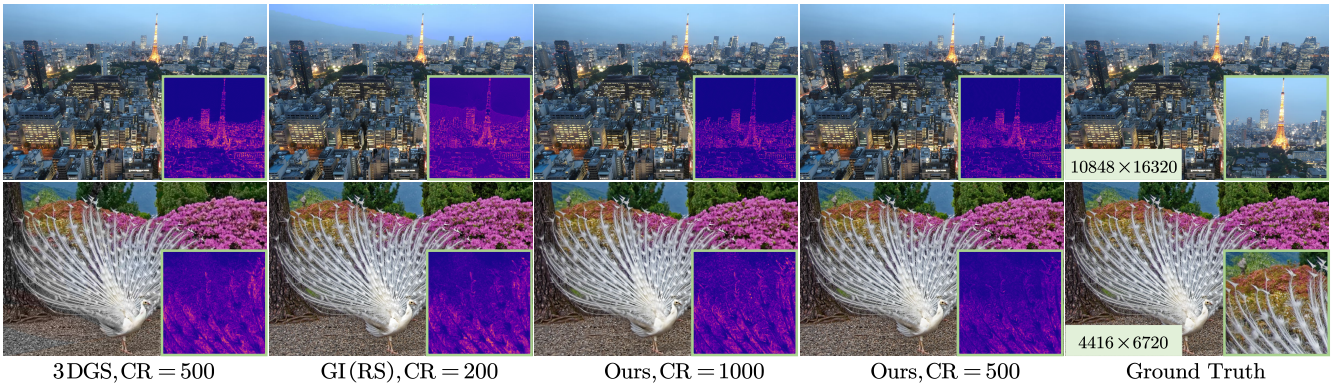 10848×16320
4416×6720
3DGS,CR=500
GI(RS),CR=200
Ours,CR=1000
Ours,CR=500
Ground Truth